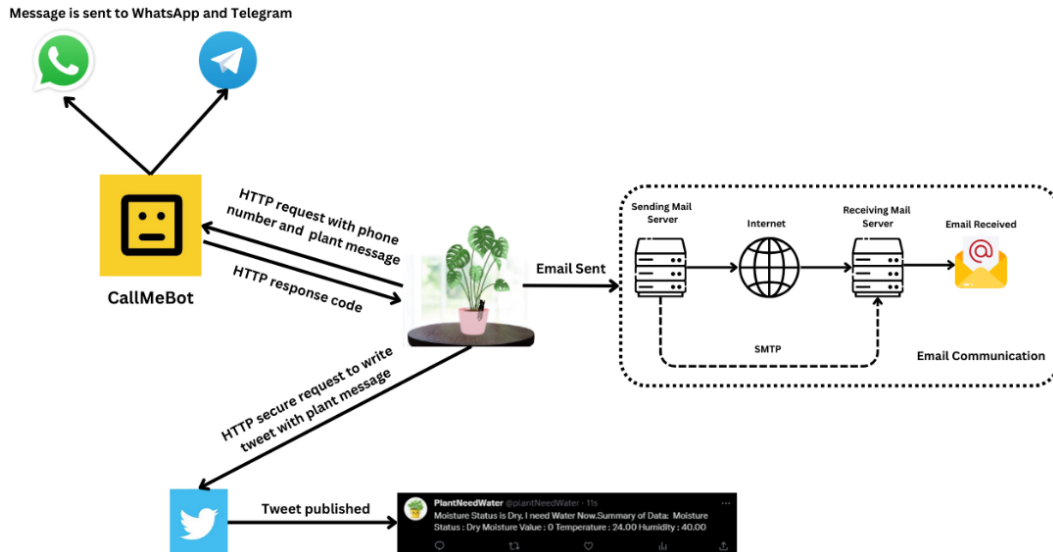 Message is sent to WhatsApp and Telegram
HTTP request with phone
number and plant message
HTTP response code
CallMeBot
Email Sent
Sending Mail
Server
Internet
Receiving Mail
Server
Email Received
SMTP
Email Communication
HTTP secure request to write
tweet with plant message
Tweet published
PlantNeedWater @plantNeedWater · 11s
Moisture Status is Dry. I need Water Now.Summary of Data: Moisture
Status : Dry Moisture Value : 0 Temperature : 24.00 Humidity : 40.00